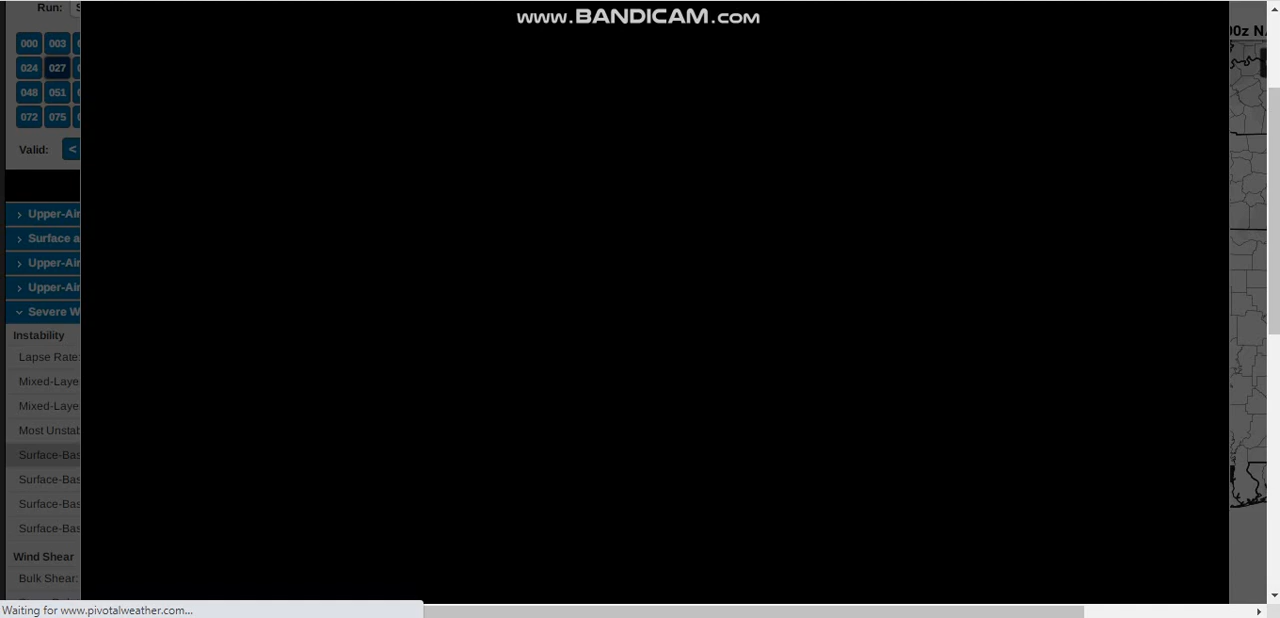 www.BANDICAM.com
Run:
00z N
000 003
024 027
048 051
072 075
Valid: <
Upper-Air
Surface a
Upper-Air
Upper-Air
Severe W
Instability
Lapse Rate:
Mixed-Laye
Mixed-Laye
Most Unstab
Surface-Bas
Surface-Bas
Surface-Bas
Surface-Bas
Wind Shear
Bulk Shear:
Waiting for www.pivotalweather.com...